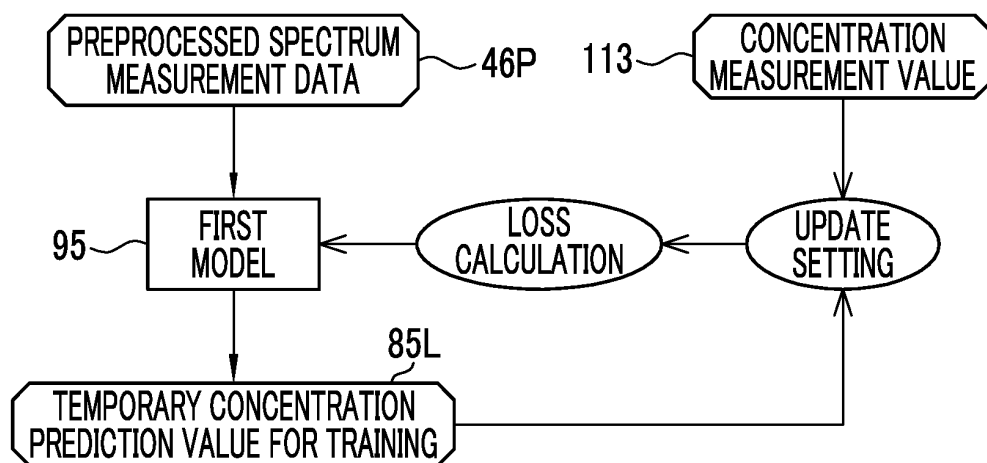 PREPROCESSED SPECTRUM
MEASUREMENT DATA
46P
113
CONCENTRATION
MEASUREMENT VALUE
95
FIRST
MODEL
LOSS
CALCULATION
UPDATE
SETTING
85L
TEMPORARY CONCENTRATION
PREDICTION VALUE FOR TRAINING